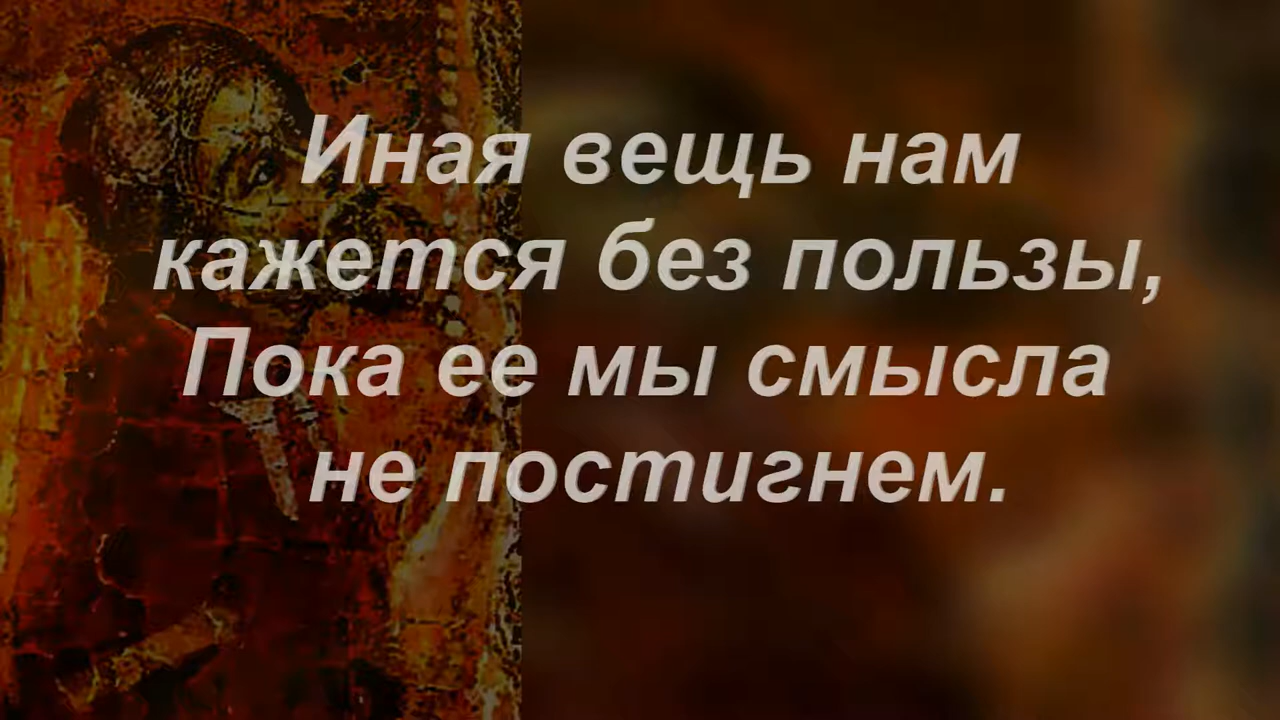 Иная вещь нам
кажется без пользы,
Пока ее мы смысла
не постигнем.